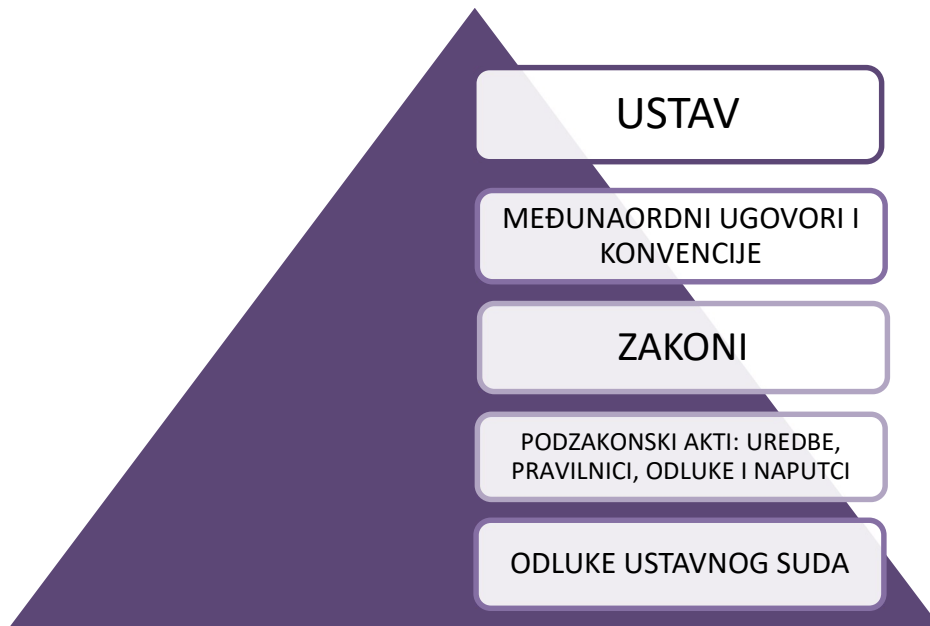 USTAV
MEĐUNAORDNI UGOVORI I
KONVENCIJE
ZAKONI
PODZAKONSKI AKTI: UREDBE,
PRAVILNICI, ODLUKE I NAPUTCI
ODLUKE USTAVNOG SUDA